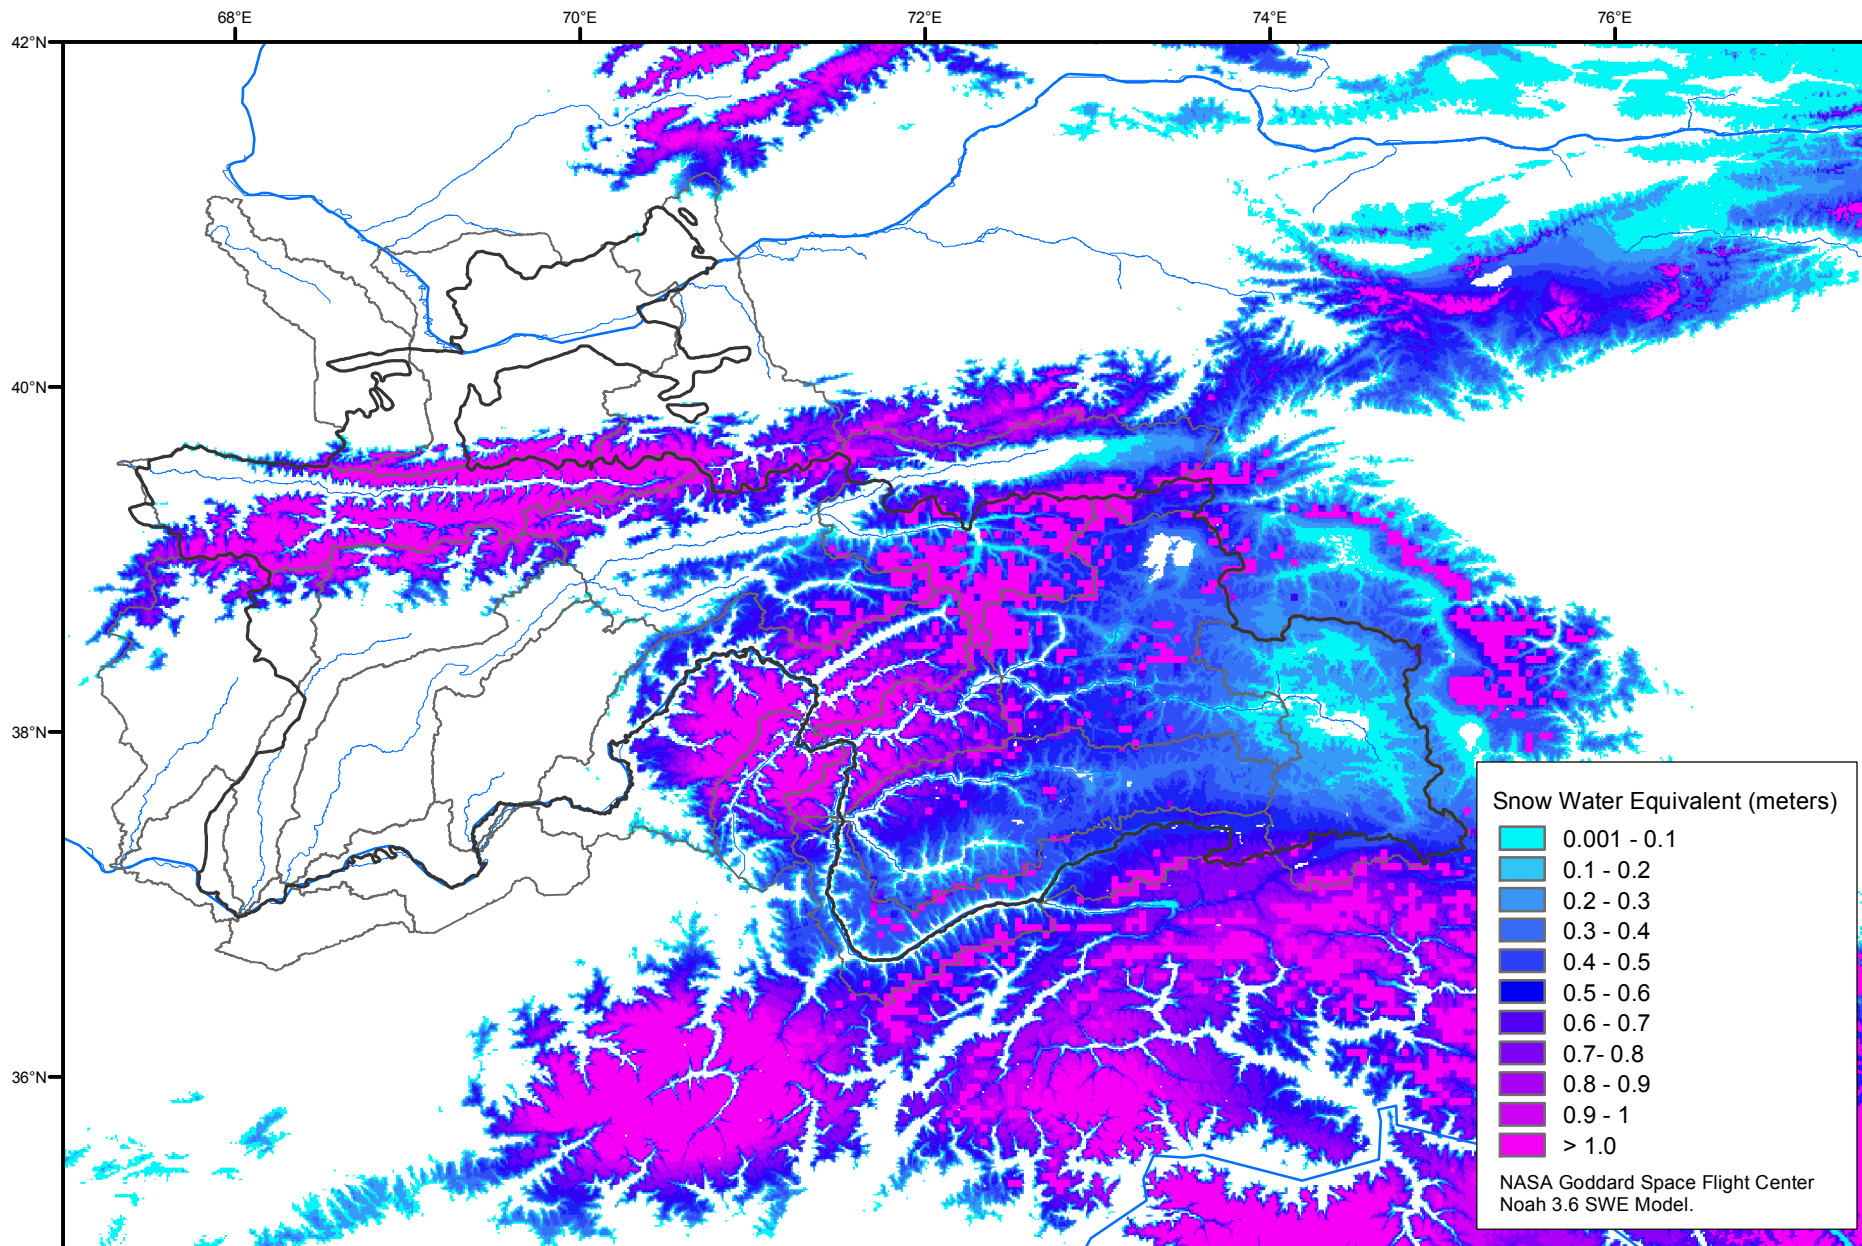 68°E
70°E
72°E
74°E
76°E
42°N
40°N
38°N
36°N
Snow Water Equivalent (meters)
0.001 - 0.1
0.1 - 0.2
0.2 - 0.3
0.3 - 0.4
0.4 - 0.5
0.5 - 0.6
0.6 - 0.7
0.7- 0.8
0.8 - 0.9
0.9 - 1
> 1.0
NASA Goddard Space Flight Center
Noah 3.6 SWE Model.